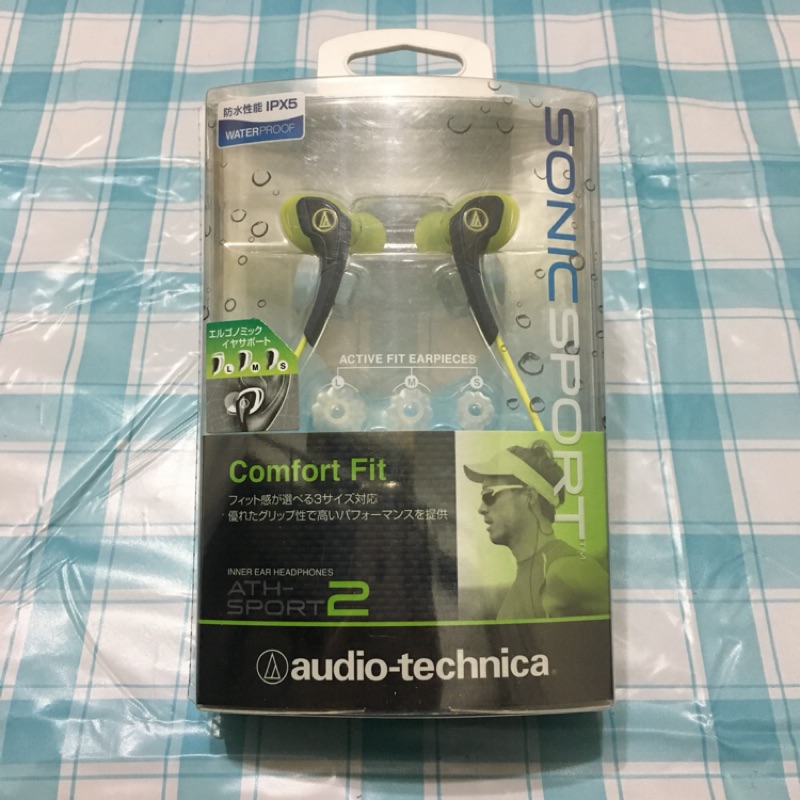 防水性能 IPX5
WATERPROOF
SONICSPORT™
エルゴノミック
イヤサポート
L M S
ACTIVE FIT EARPIECES
L M S
Comfort Fit
フィット感が選べる3サイズ対応
優れたグリップ性で高いパフォーマンスを提供
INNER EAR HEADPHONES
ATH-
SPORT2
audio-technica®